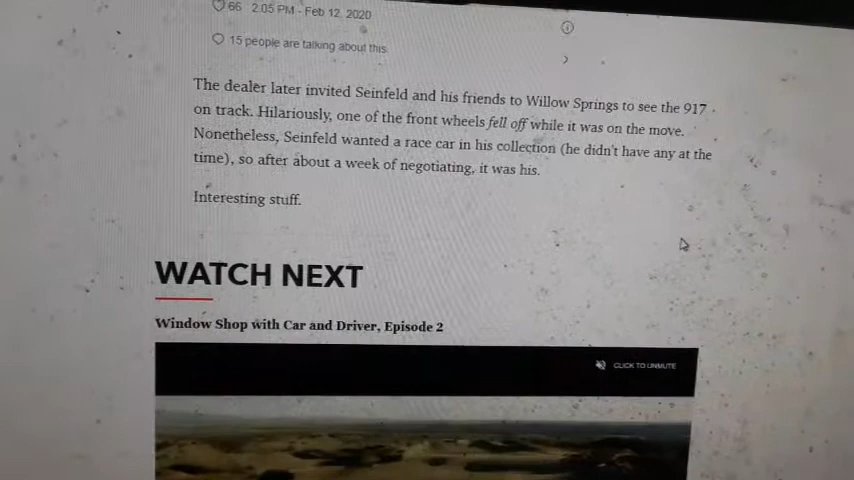 66 2:05 PM - Feb 12, 2020
15 people are talking about this
The dealer later invited Seinfeld and his friends to Willow Springs to see the 917
on track. Hilariously, one of the front wheels fell off while it was on the move.
Nonetheless, Seinfeld wanted a race car in his collection (he didn't have any at the
time), so after about a week of negotiating, it was his.
Interesting stuff.
WATCH NEXT
Window Shop with Car and Driver, Episode 2
CLICK TO UNMUTE